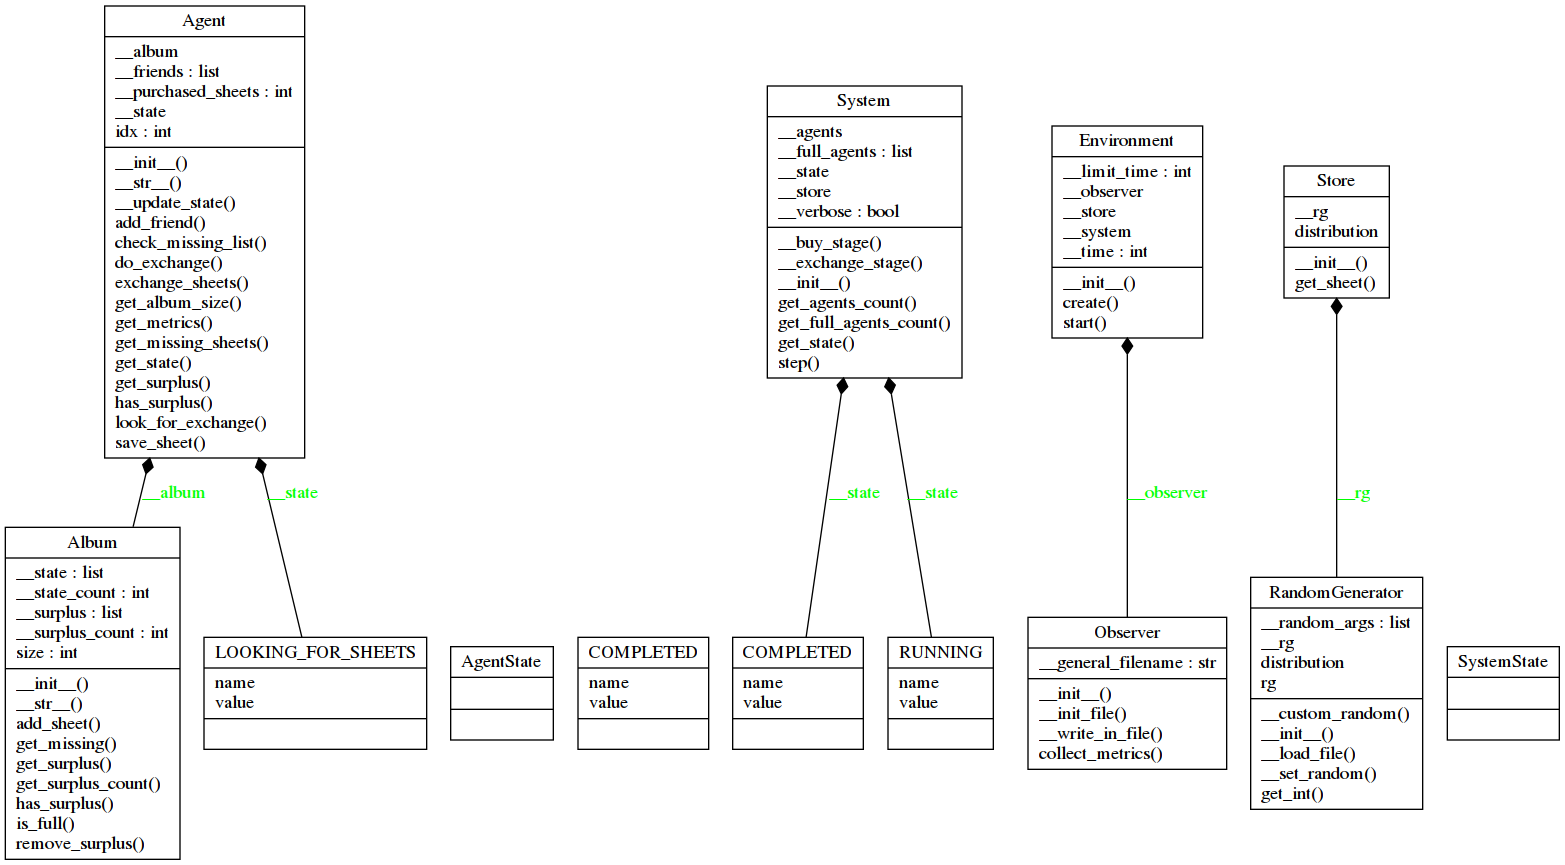 Agent
__album
__friends : list
__purchased_sheets : int
__state
idx : int
__init__()
__str__()
__update_state()
add_friend()
check_missing_list()
do_exchange()
exchange_sheets()
get_album_size()
get_metrics()
get_missing_sheets()
get_state()
get_surplus()
has_surplus()
look_for_exchange()
save_sheet()
System
__agents
__full_agents : list
__state
__store
__verbose : bool
__buy_stage()
__exchange_stage()
__init__()
get_agents_count()
get_full_agents_count()
get_state()
step()
Environment
__limit_time : int
__observer
__store
__system
__time : int
__init__()
create()
start()
Store
__rg
distribution
__init__()
get_sheet()
__album
__state
__state
__state
__observer
__rg
Album
__state : list
__state_count : int
__surplus : list
__surplus_count : int
size : int
__init__()
__str__()
add_sheet()
get_missing()
get_surplus()
get_surplus_count()
has_surplus()
is_full()
remove_surplus()
LOOKING_FOR_SHEETS
name
value
AgentState
COMPLETED
name
value
COMPLETED
name
value
RUNNING
name
value
Observer
__general_filename : str
__init__()
__init_file()
__write_in_file()
collect_metrics()
RandomGenerator
__random_args : list
__rg
distribution
rg
__custom_random()
__init__()
__load_file()
__set_random()
get_int()
SystemState